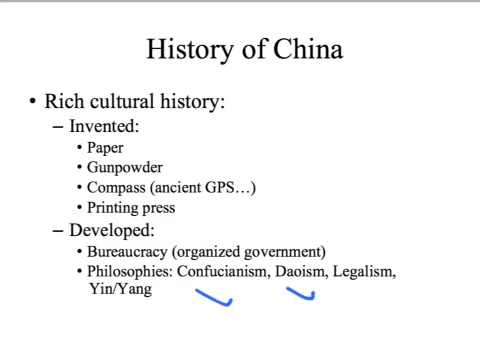 History of China
• Rich cultural history:
– Invented:
• Paper
• Gunpowder
• Compass (ancient GPS…)
• Printing press
– Developed:
• Bureaucracy (organized government)
• Philosophies: Confucianism, Daoism, Legalism,
Yin/Yang